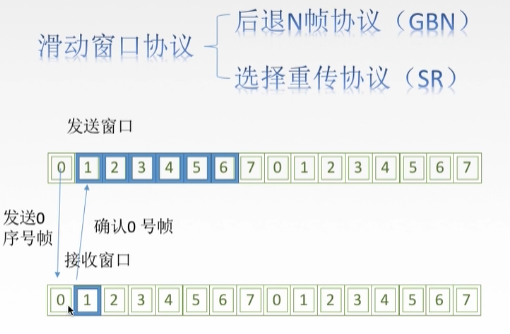 滑动窗口协议
后退N帧协议（GBN）
选择重传协议（SR）
发送窗口
0 1 2 3 4 5 6 7 0 1 2 3 4 5 6 7
发送0
序号帧
确认0 号帧
接收窗口
0 1 2 3 4 5 6 7 0 1 2 3 4 5 6 7